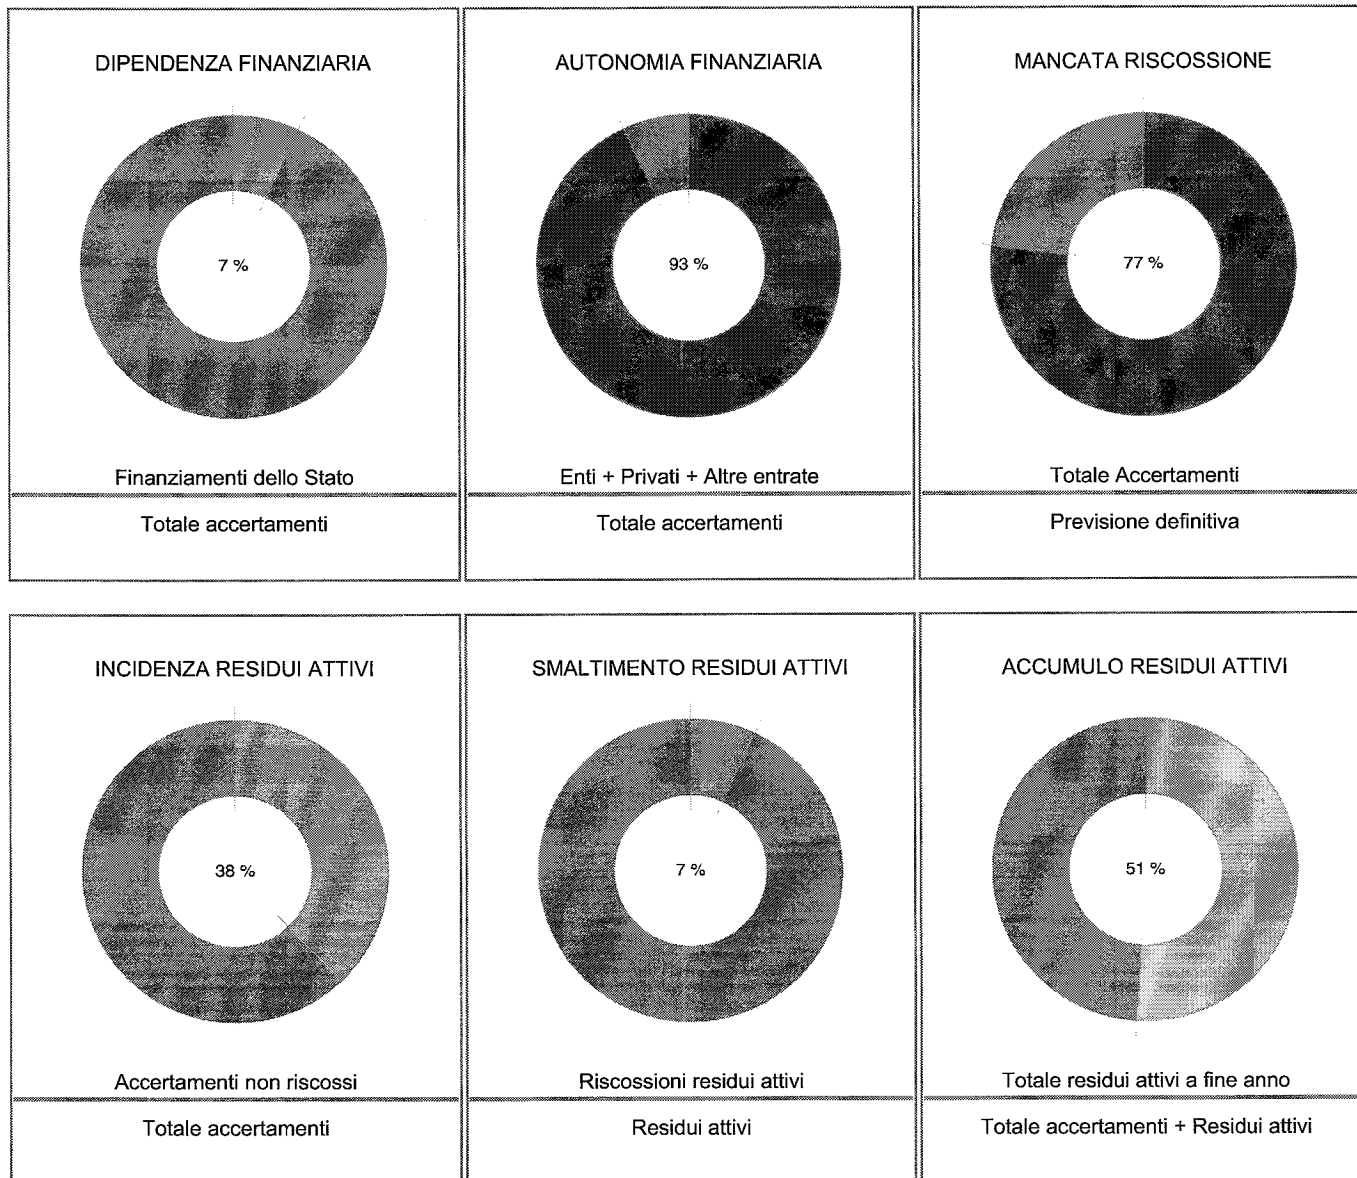 DIPENDENZA FINANZIARIA
7 %
Finanziamenti dello Stato
Totale accertamenti
AUTONOMIA FINANZIARIA
93 %
Enti + Privati + Altre entrate
Totale accertamenti
MANCATA RISCOSSIONE
77 %
Totale Accertamenti
Previsione definitiva
INCIDENZA RESIDUI ATTIVI
38 %
Accertamenti non riscossi
Totale accertamenti
SMALTIMENTO RESIDUI ATTIVI
7 %
Riscossioni residui attivi
Residui attivi
ACCUMULO RESIDUI ATTIVI
51 %
Totale residui attivi a fine anno
Totale accertamenti + Residui attivi